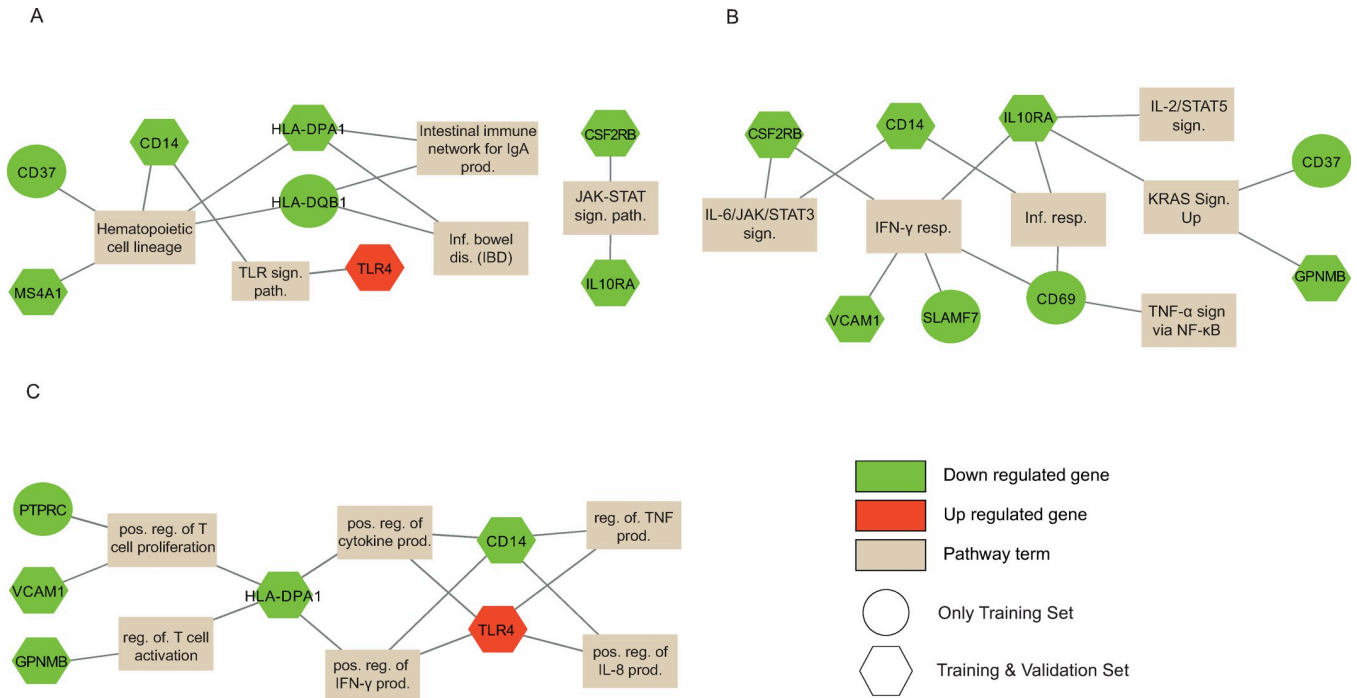 A
CD37
CD14
HLA-DPA1
Intestinal immune
network for IgA
prod.
CSF2RB
HLA-DQB1
JAK-STAT
sign. path.
Hematopoietic
cell lineage
Inf. bowel
dis. (IBD)
TLR4
TLR sign.
path.
MS4A1
IL10RA
B
CSF2RB
CD14
IL10RA
IL-2/STAT5
sign.
CD37
IL-6/JAK/STAT3
sign.
IFN-γ resp.
Inf. resp.
KRAS Sign.
Up
GPNMB
VCAM1
SLAMF7
CD69
TNF-α sign
via NF-κB
C
PTPRC
pos. reg. of T
cell proliferation
pos. reg. of
cytokine prod.
CD14
reg. of. TNF
prod.
VCAM1
HLA-DPA1
TLR4
GPNMB
reg. of. T cell
activation
pos. reg. of
IFN-γ prod.
pos. reg.
of IL-8 prod.
Down regulated gene
Up regulated gene
Pathway term
Only Training Set
Training & Validation Set